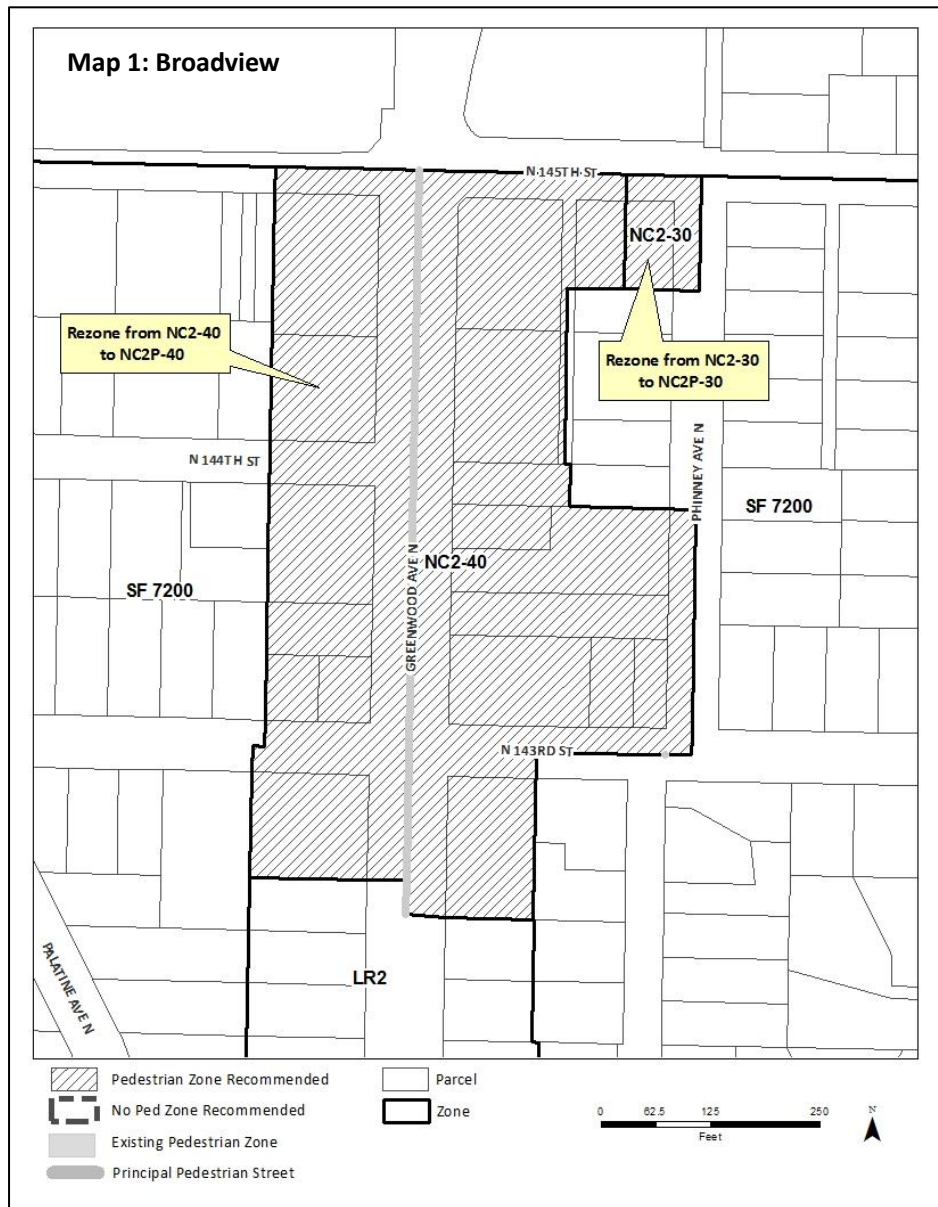 Map 1: Broadview
N 145TH ST
NC2-30
Rezone from NC2-40
to NC2P-40
Rezone from NC2-30
to NC2P-30
N 144TH ST
PHINNEY AVE N
SF 7200
GREENWOOD AVE N
NC2-40
SF 7200
N 143RD ST
PALATINE AVE N
LR2
Pedestrian Zone Recommended
No Ped Zone Recommended
Existing Pedestrian Zone
Principal Pedestrian Street
Parcel
Zone
0 62.5 125 250
Feet
N